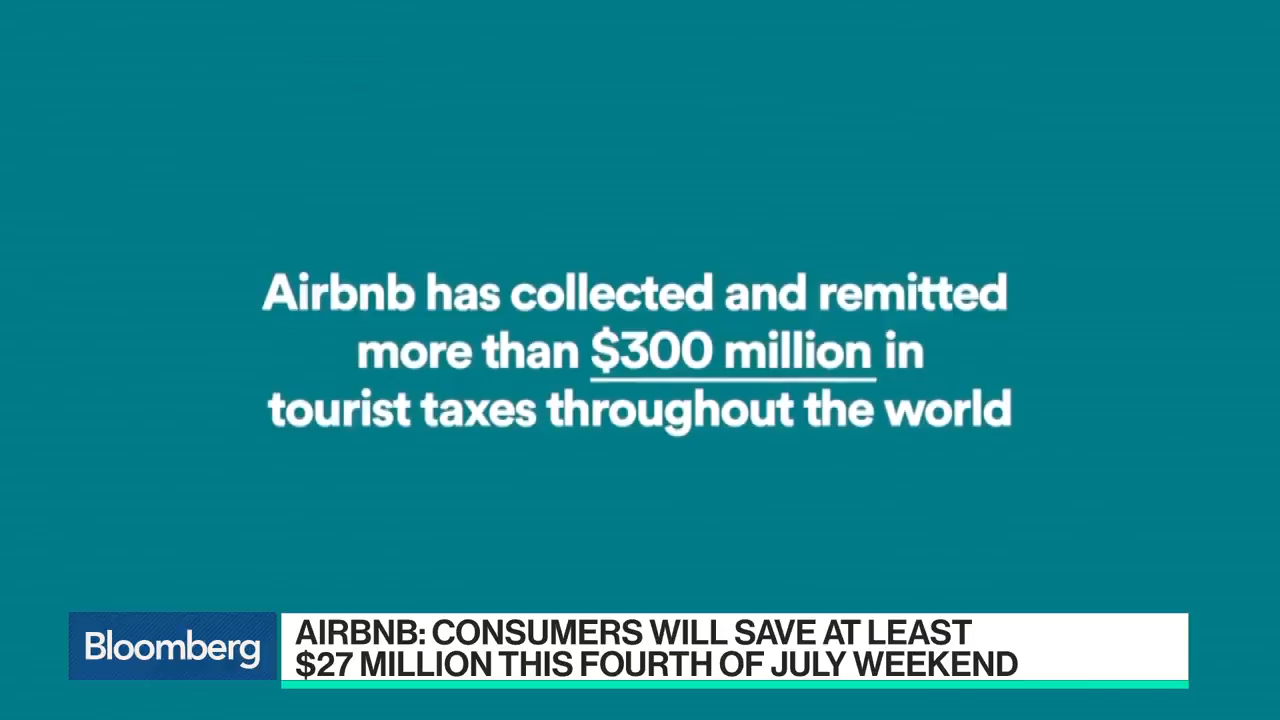 Airbnb has collected and remitted
more than $300 million in
tourist taxes throughout the world
Bloomberg
AIRBNB: CONSUMERS WILL SAVE AT LEAST
$27 MILLION THIS FOURTH OF JULY WEEKEND